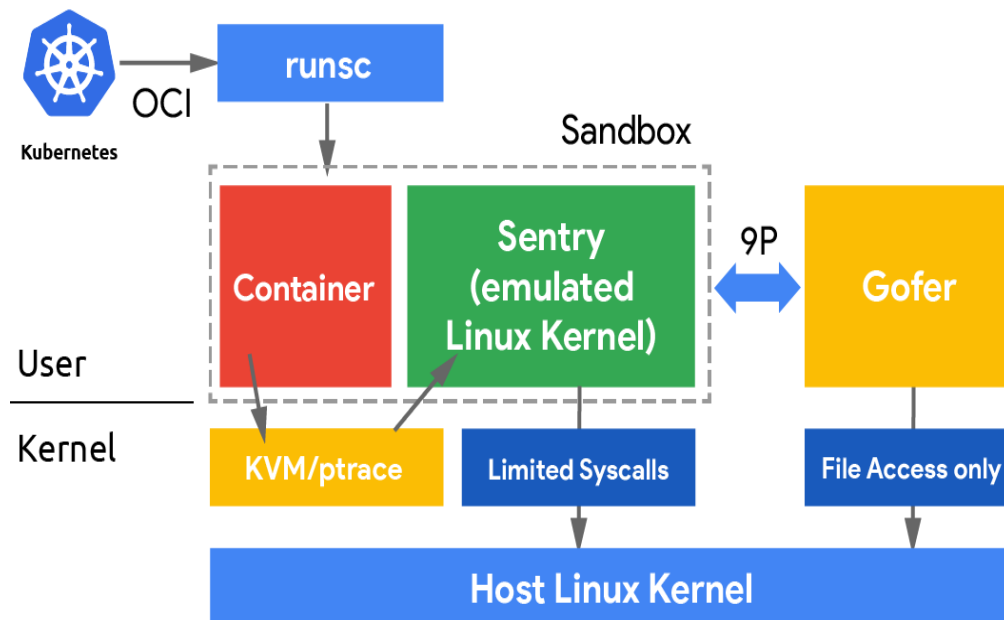 runsc
OCI
Kubernetes
Sandbox
Container
Sentry
(emulated
Linux Kernel)
9P
Gofer
User
Kernel
KVM/ptrace
Limited Syscalls
File Access only
Host Linux Kernel